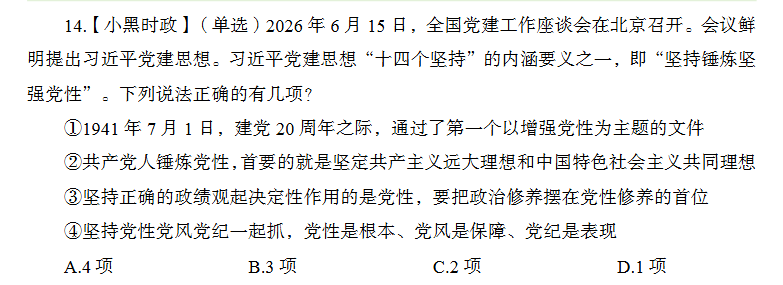 14.【小黑时政】（单选）2026 年 6 月 15 日，全国党建工作座谈会在北京召开。会议鲜
明提出习近平党建思想。习近平党建思想“十四个坚持”的内涵要义之一，即“坚持锤炼坚
强党性”。下列说法正确的有几项？
①1941 年 7 月 1 日，建党 20 周年之际，通过了第一个以增强党性为主题的文件
②共产党人锤炼党性，首要的就是坚定共产主义远大理想和中国特色社会主义共同理想
③坚持正确的政绩观起决定性作用的是党性，要把政治修养摆在党性修养的首位
④坚持党性党风党纪一起抓，党性是根本、党风是保障、党纪是表现
A.4 项 B.3 项 C.2 项 D.1 项